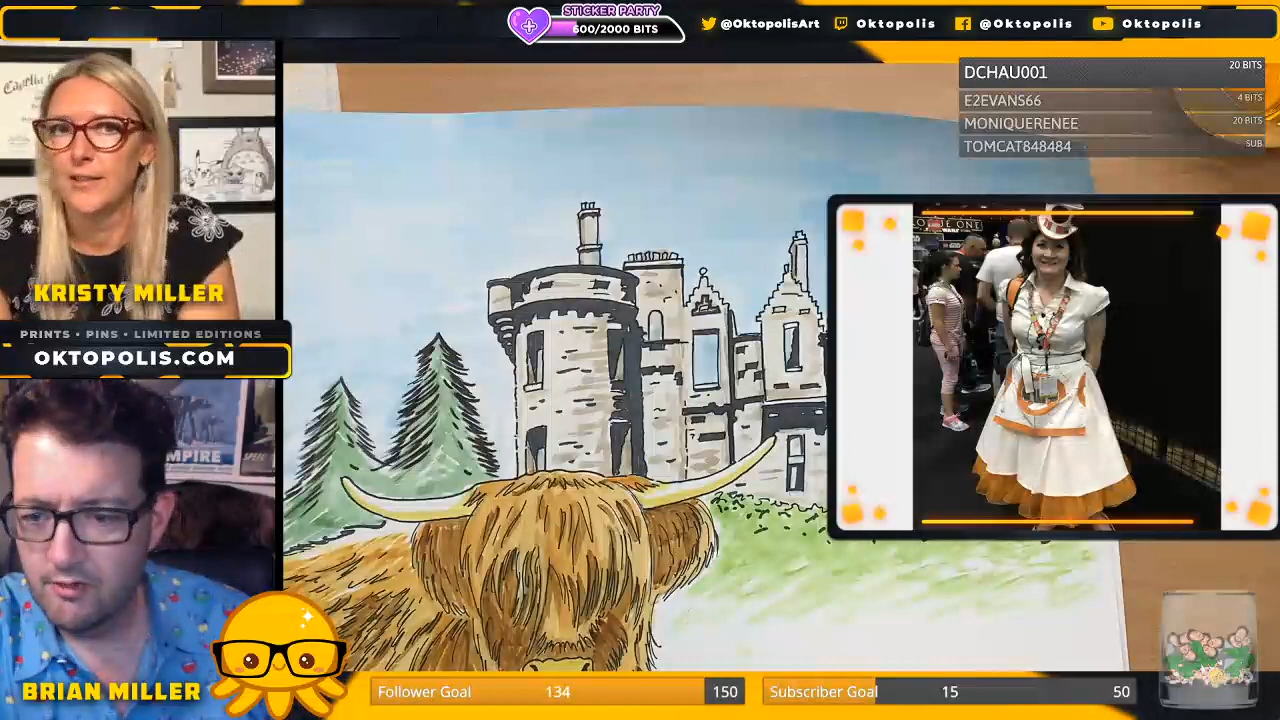 STICKER PARTY
600/2000 BITS
@OktopolisArt
Oktopolis
@Oktopolis
Oktopolis
DCHAU001 20 BITS
E2EVANS66 4 BITS
MONIQUERENEE 20 BITS
TOMCAT848484 SUB
KRISTY MILLER
PRINTS • PINS • LIMITED EDITIONS
OKTOPOLIS.COM
MPIRE
BRIAN MILLER
Follower Goal 134 150
Subscriber Goal 15 50